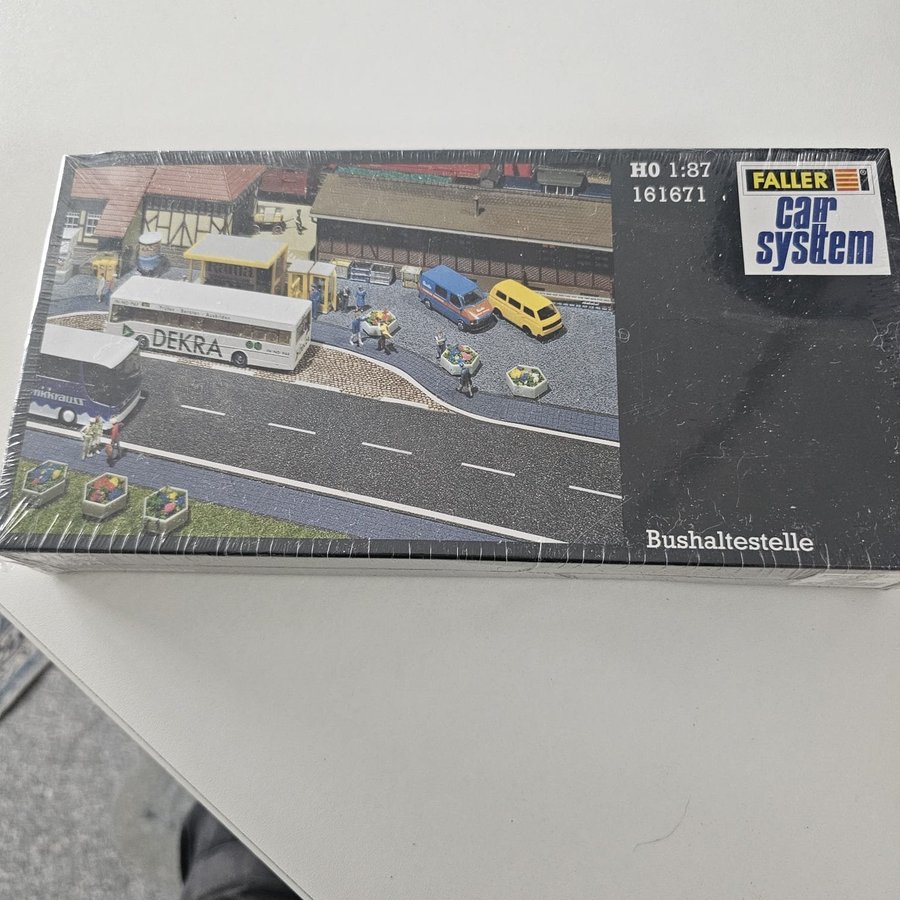 H0 1:87
161671
FALLER
car
system
DEKRA
Bushaltestelle